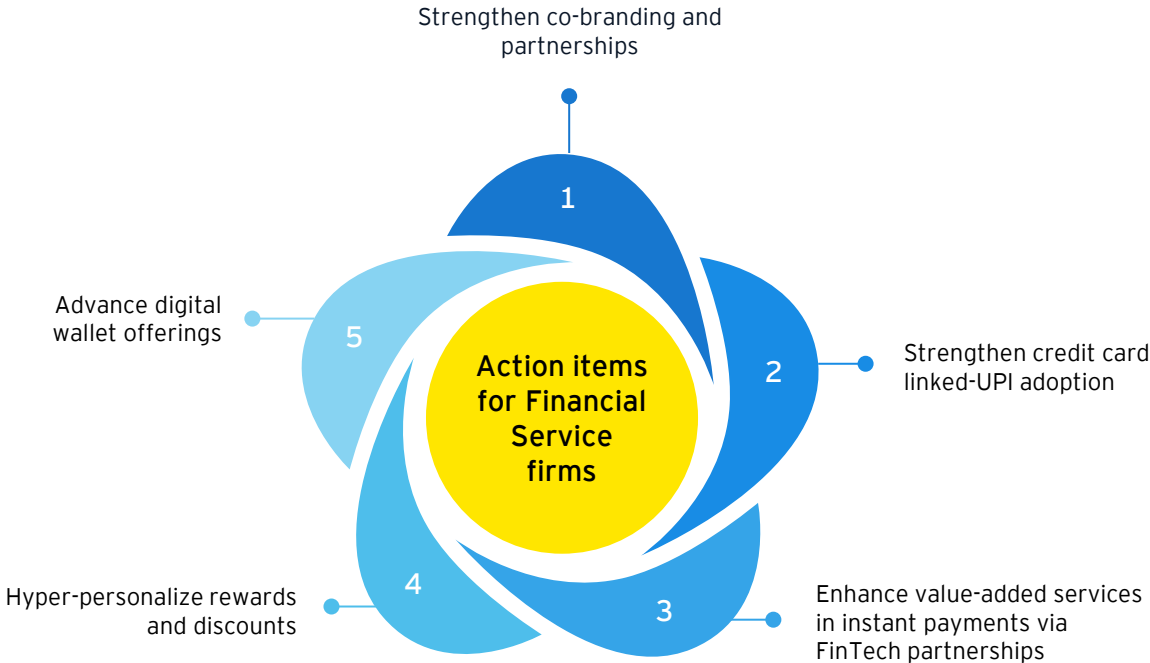 Strengthen co-branding and
partnerships
1
Advance digital
wallet offerings
5
2
Strengthen credit card
linked-UPI adoption
Action items
for Financial
Service
firms
4
Hyper-personalize rewards
and discounts
3
Enhance value-added services
in instant payments via
FinTech partnerships